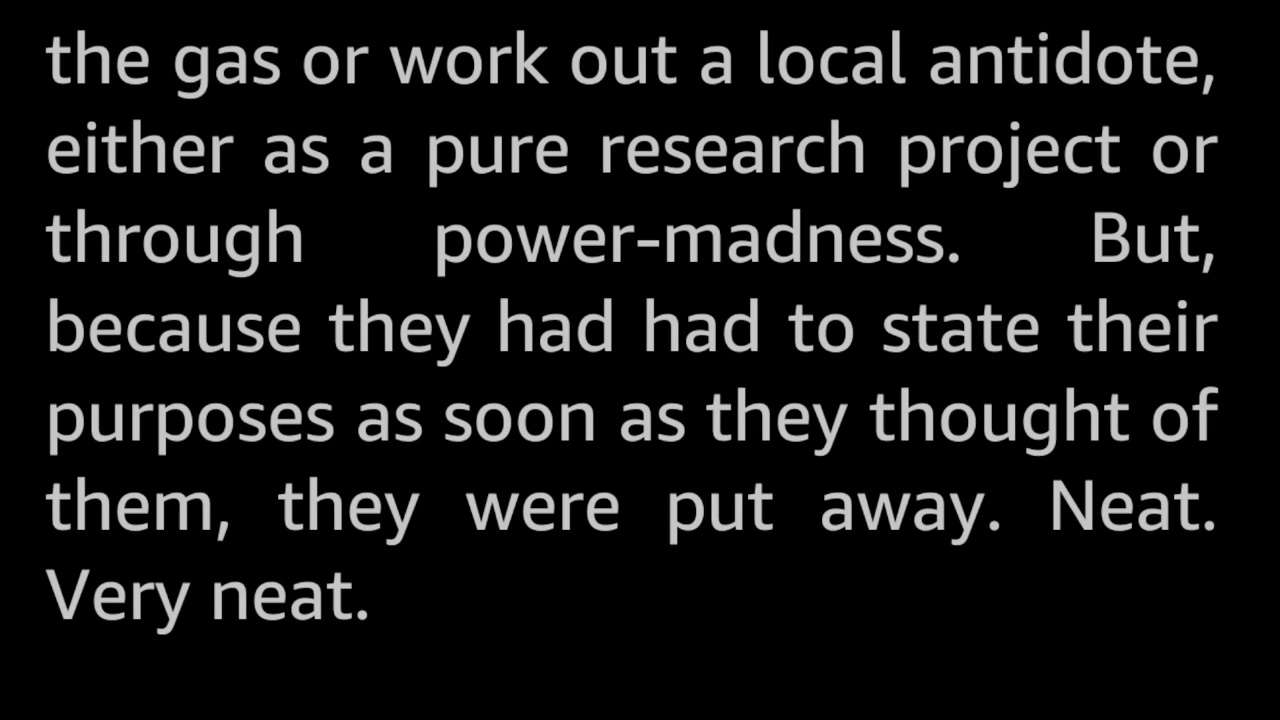 the gas or work out a local antidote,
either as a pure research project or
through power-madness. But,
because they had had to state their
purposes as soon as they thought of
them, they were put away. Neat.
Very neat.